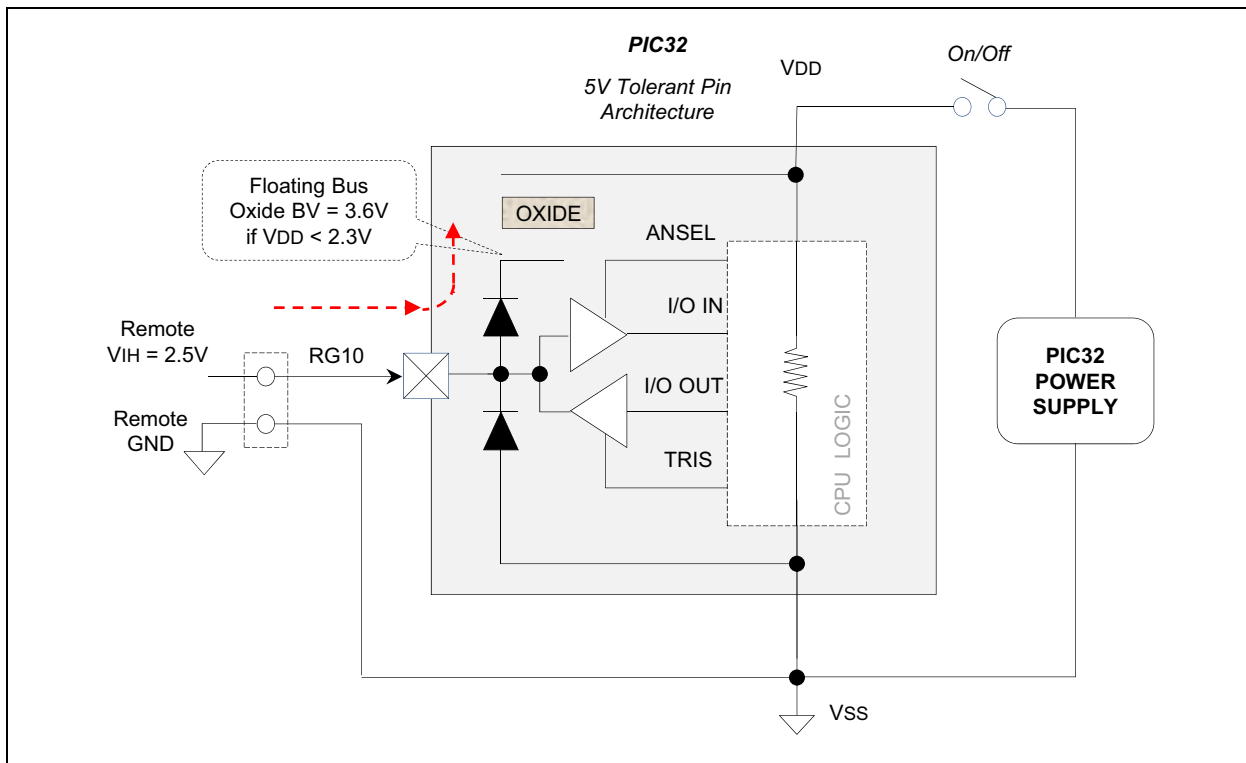 PIC32
5V Tolerant Pin
Architecture
VDD
On/Off
Floating Bus
Oxide BV = 3.6V
if VDD < 2.3V
OXIDE
ANSEL
I/O IN
I/O OUT
TRIS
CPU LOGIC
Remote
VIH = 2.5V
RG10
Remote
GND
PIC32
POWER
SUPPLY
VSS